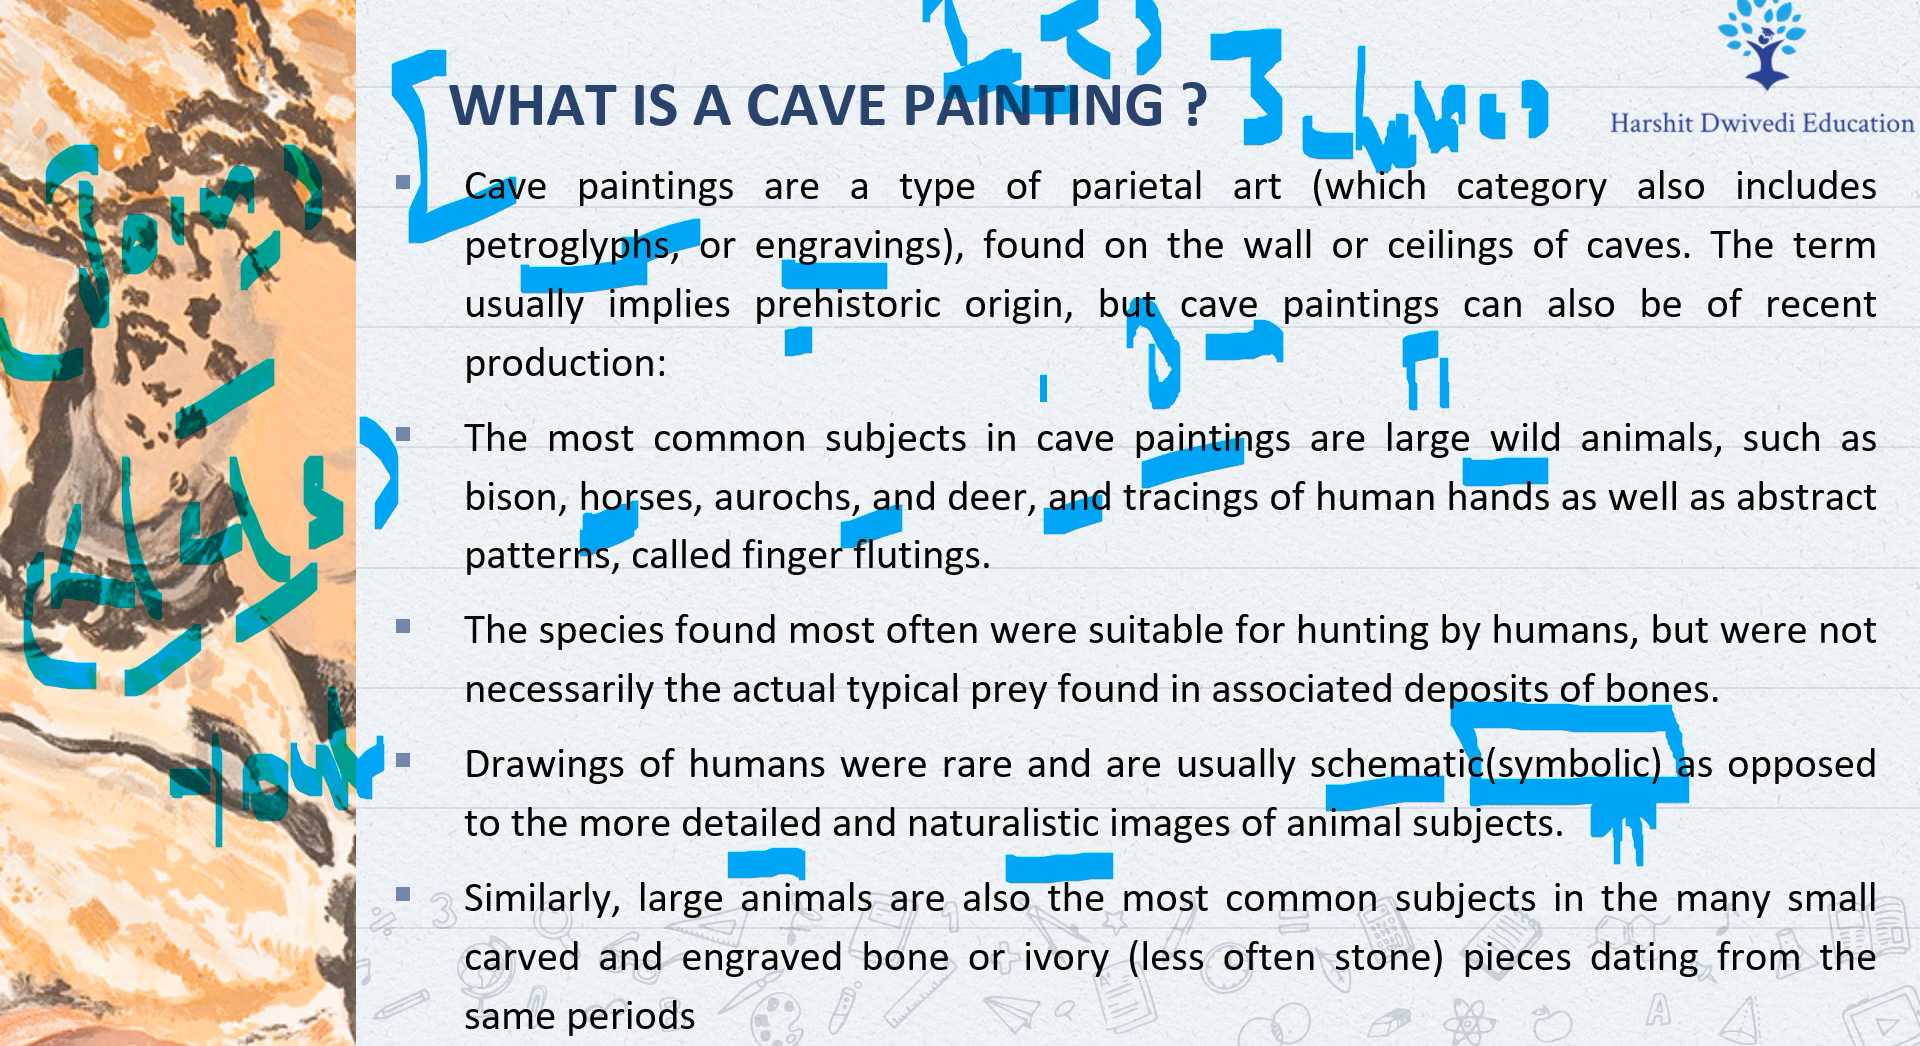 WHAT IS A CAVE PAINTING ?
Harshit Dwivedi Education
Cave paintings are a type of parietal art (which category also includes
petroglyphs, or engravings), found on the wall or ceilings of caves. The term
usually implies prehistoric origin, but cave paintings can also be of recent
production:
The most common subjects in cave paintings are large wild animals, such as
bison, horses, aurochs, and deer, and tracings of human hands as well as abstract
patterns, called finger flutings.
The species found most often were suitable for hunting by humans, but were not
necessarily the actual typical prey found in associated deposits of bones.
Drawings of humans were rare and are usually schematic(symbolic) as opposed
to the more detailed and naturalistic images of animal subjects.
Similarly, large animals are also the most common subjects in the many small
carved and engraved bone or ivory (less often stone) pieces dating from the
same periods